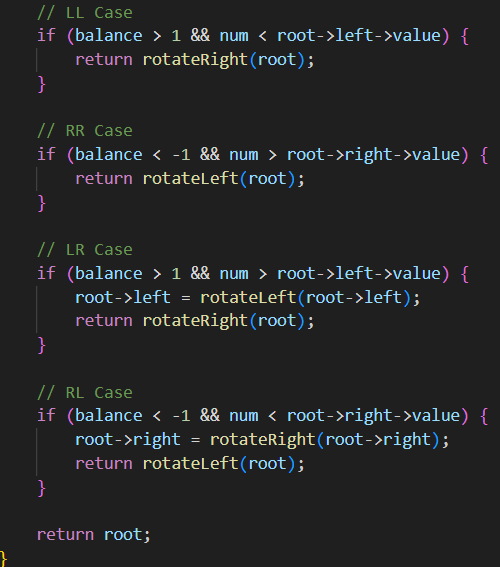 // LL Case
if (balance > 1 && num < root->left->value) {
return rotateRight(root);
}
// RR Case
if (balance < -1 && num > root->right->value) {
return rotateLeft(root);
}
// LR Case
if (balance > 1 && num > root->left->value) {
root->left = rotateLeft(root->left);
return rotateRight(root);
}
// RL Case
if (balance < -1 && num < root->right->value) {
root->right = rotateRight(root->right);
return rotateLeft(root);
}
return root;
}